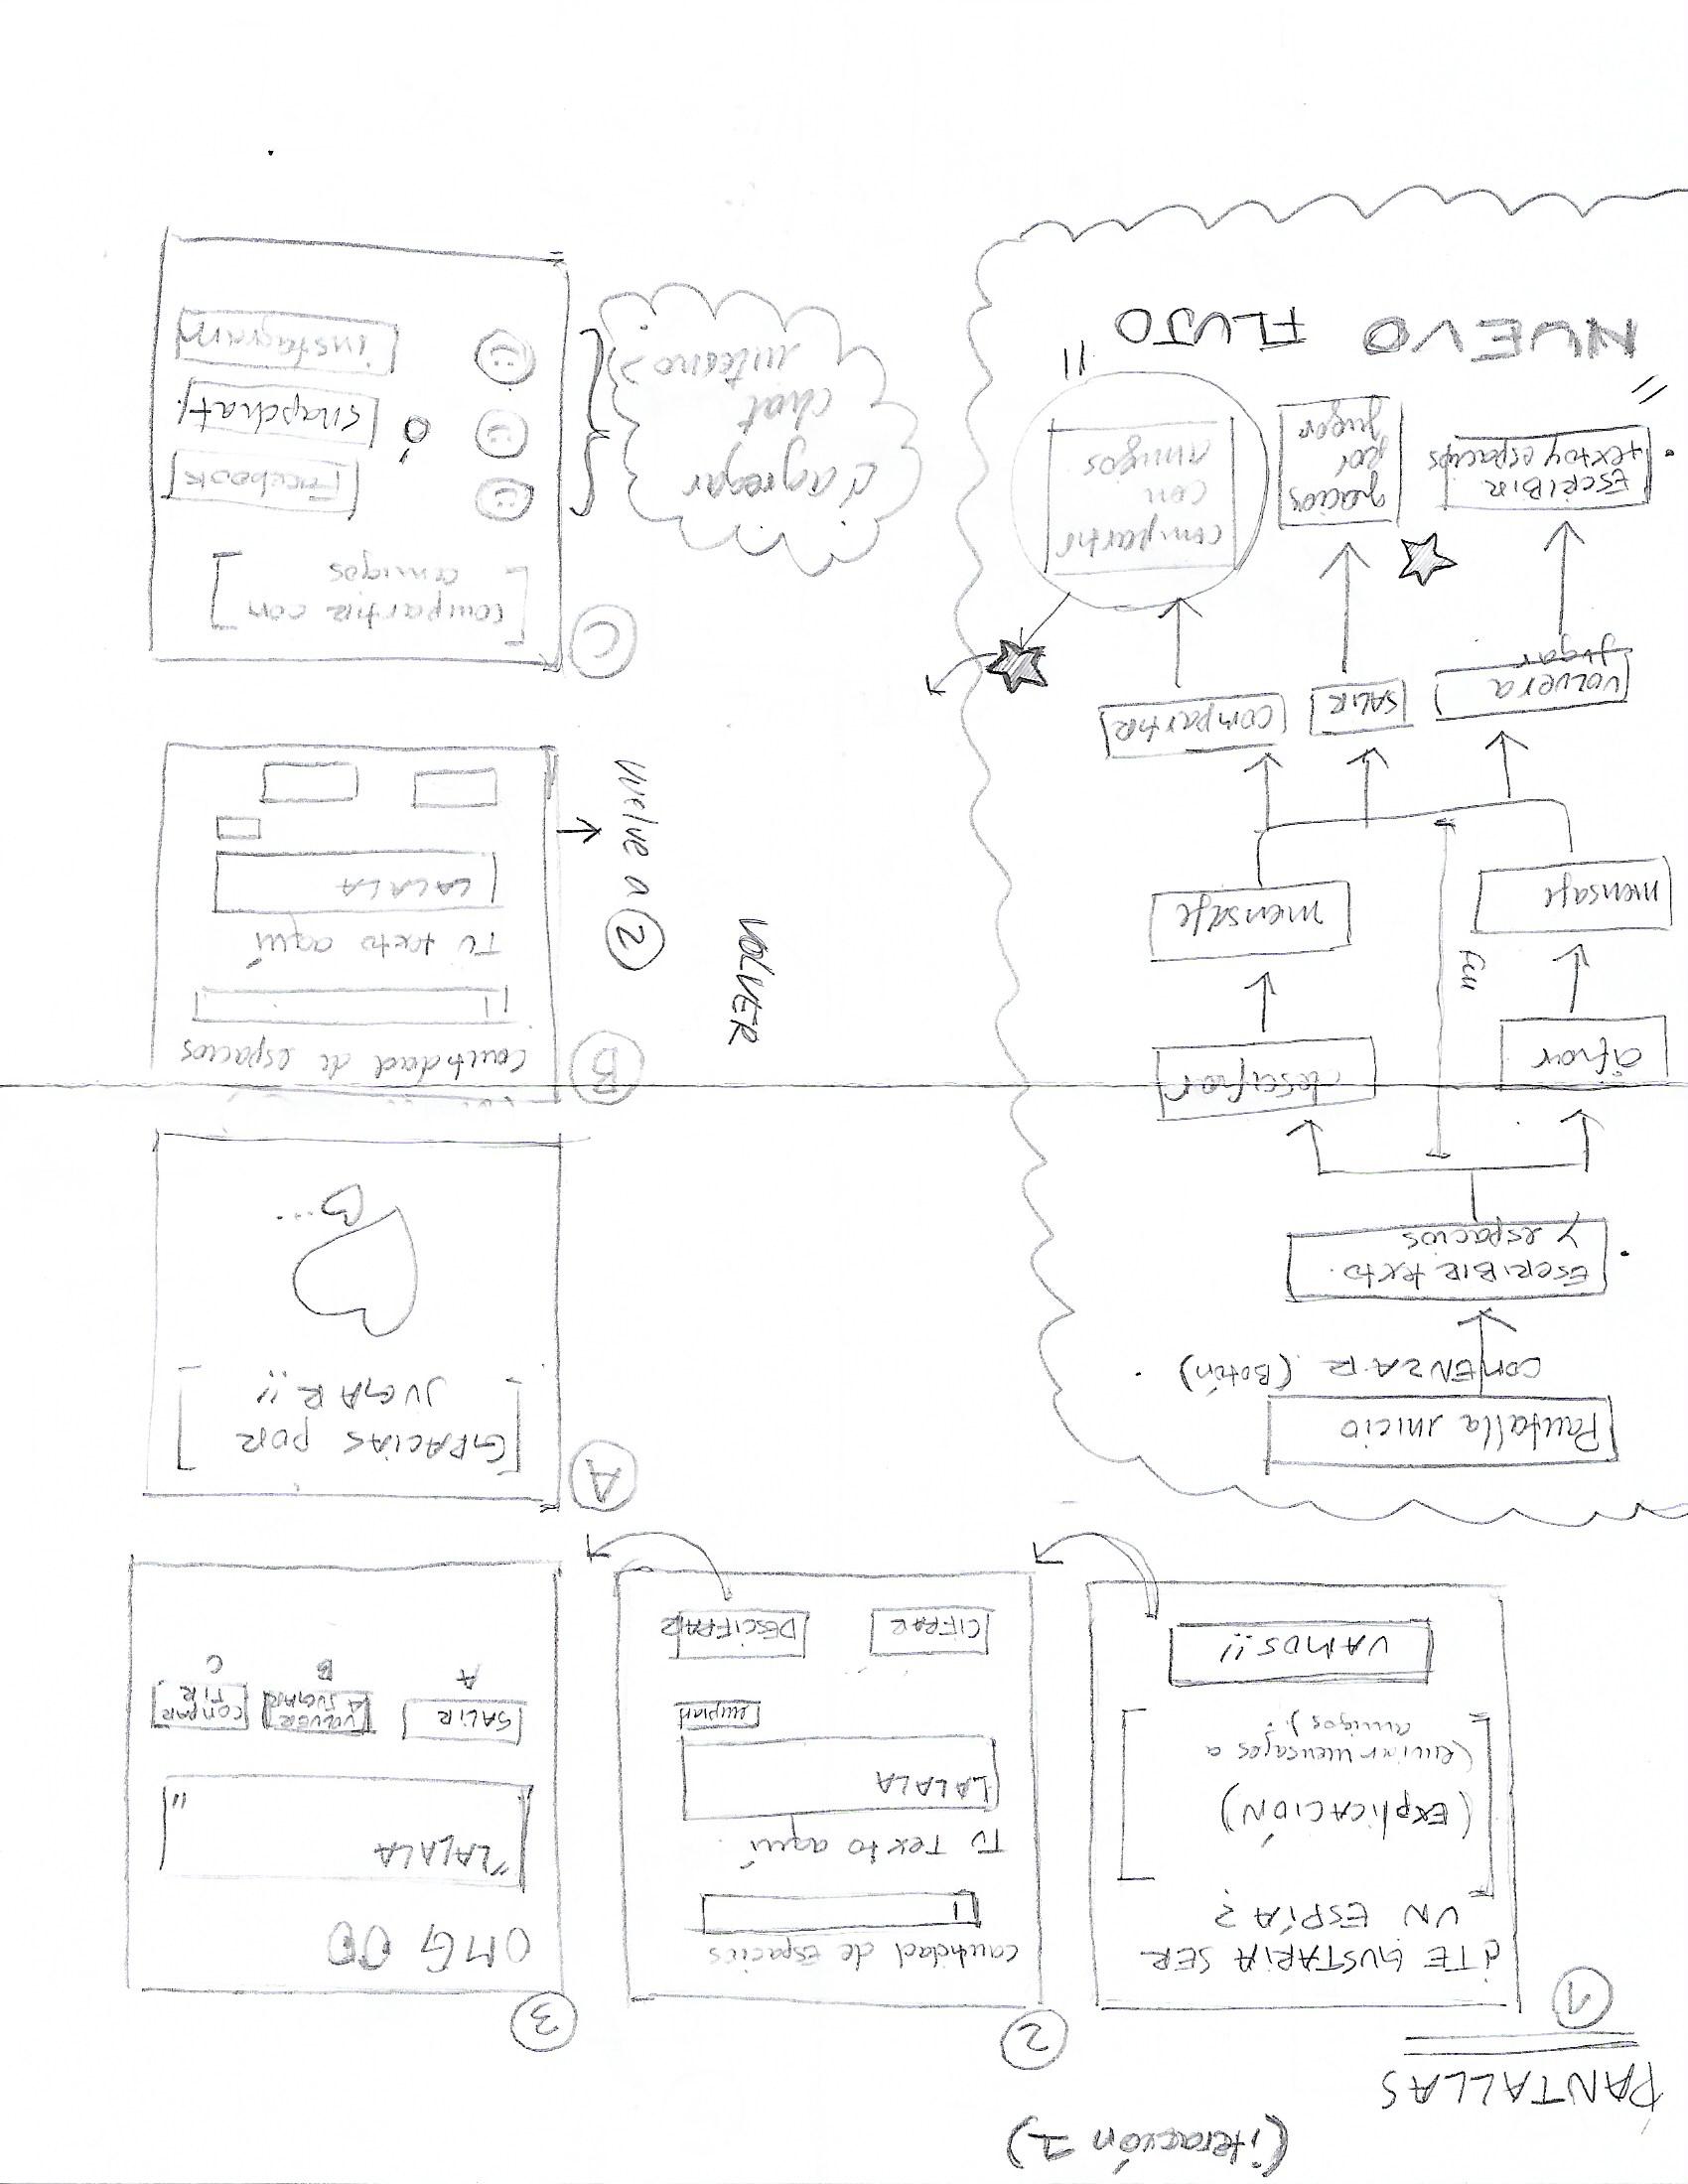 (iteración 1)
PANTALLAS
1
¿TE GUSTARIA SER
UN ESPÍA?
(EXPLICACIÓN)
(enviar mensajes a
amigos).
VAMOS!!
2
cantidad de Espacios
1
TU TEXTO aquí.
LALALA
limpiar
CIFRAR
DESCIFRAR
3
OMG OO
"LALALA
"
SALIR
A
VOLVER
A JUGAR
B
COMPAR
TIR
C
Pantalla inicio
COMENZAR (Botón)
ESCRIBIR texto
y espacios
cifrar
descifrar
mensaje
mensaje
VOLVER a
Jugar
SALIR
compartir
ESCRIBIR
texto y espacios
gracias
por
jugar
compartir
con
amigos
"NUEVO FLUJO"
A
GRACIAS POR
JUGAR!!
B
cantidad de espacios
1
TU texto aquí
LALALA
VOLVER
vuelve a 2
C
compartir con
amigos
Facebook
ó
snapchat
instagram
¿agregar
chat
interno?